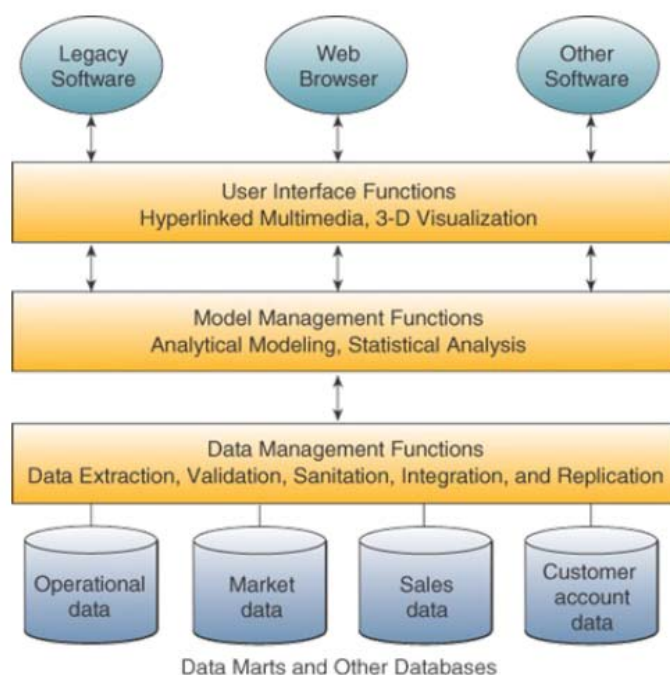 Legacy
Software
Web
Browser
Other
Software
User Interface Functions
Hyperlinked Multimedia, 3-D Visualization
Model Management Functions
Analytical Modeling, Statistical Analysis
Data Management Functions
Data Extraction, Validation, Sanitation, Integration, and Replication
Operational
data
Market
data
Sales
data
Customer
account
data
Data Marts and Other Databases